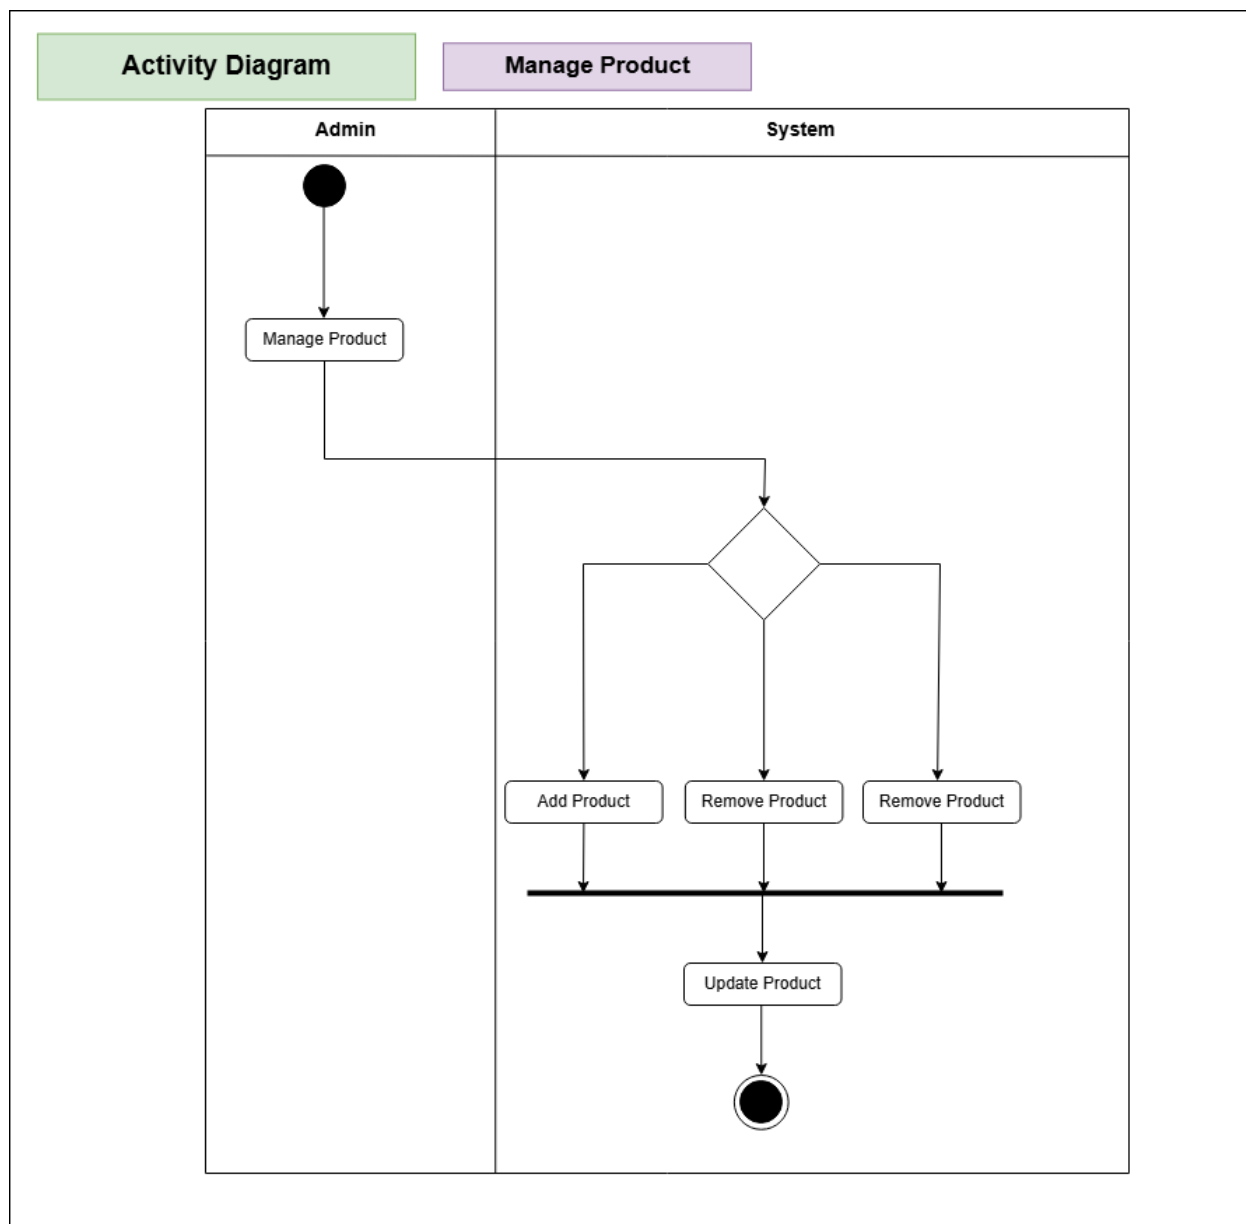 Activity Diagram
Manage Product
Admin
System
Manage Product
Add Product
Remove Product
Remove Product
Update Product